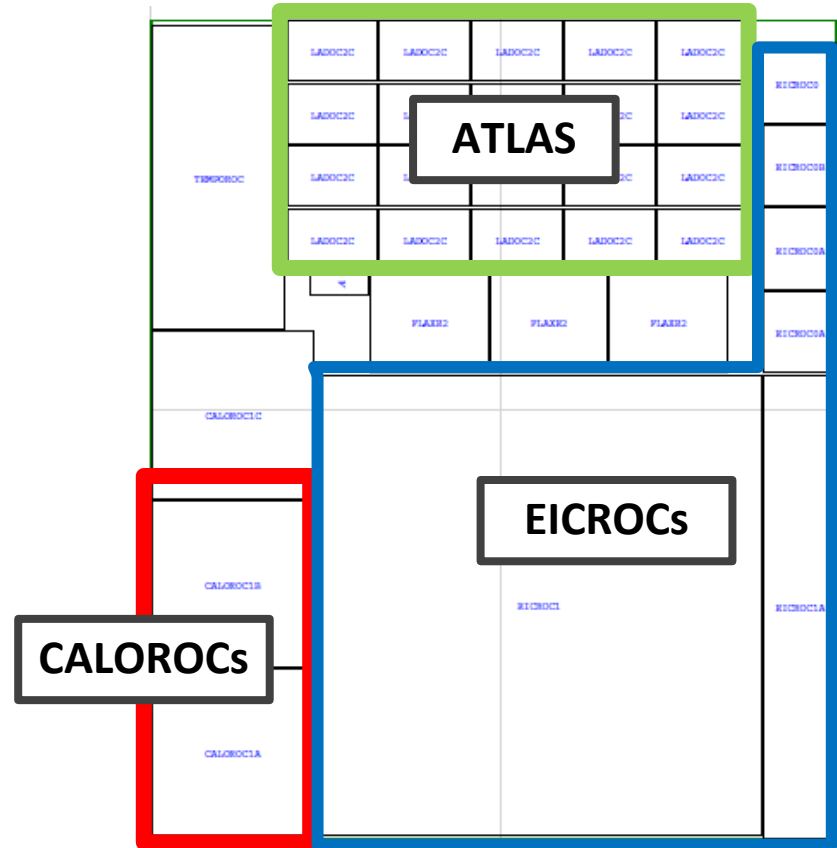 LADOC2C LADOC2C LADOC2C LADOC2C LADOC2C
EICROC0
LADOC2C LADOC2C
ATLAS
EICROC0B
TEMPOROC
LADOC2C LADOC2C
LADOC2C LADOC2C LADOC2C LADOC2C LADOC2C
EICROC0A
A
FLAXE2 FLAXE2 FLAXE2
EICROC0A
CALOROC1C
EICROCs
CALOROC1B
EICROC1
EICROC1A
CALOROCs
CALOROC1A